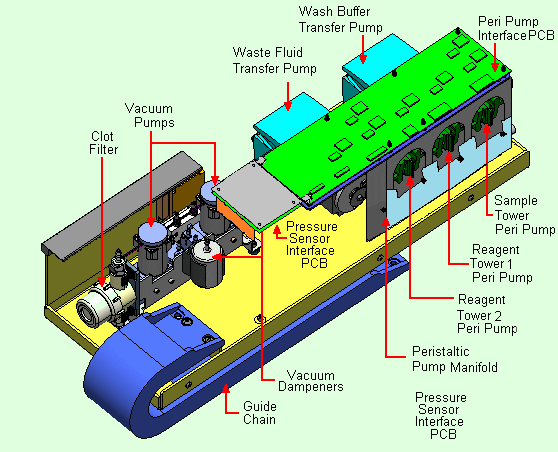 Wash Buffer
Transfer Pump
Peri Pump
Interface PCB
Waste Fluid
Transfer Pump
Vacuum
Pumps
Clot
Filter
Pressure
Sensor
Interface
PCB
Sample
Tower
Peri Pump
Reagent
Tower 1
Peri Pump
Reagent
Tower 2
Peri Pump
Peristaltic
Pump Manifold
Vacuum
Dampeners
Guide
Chain
Pressure
Sensor
Interface
PCB